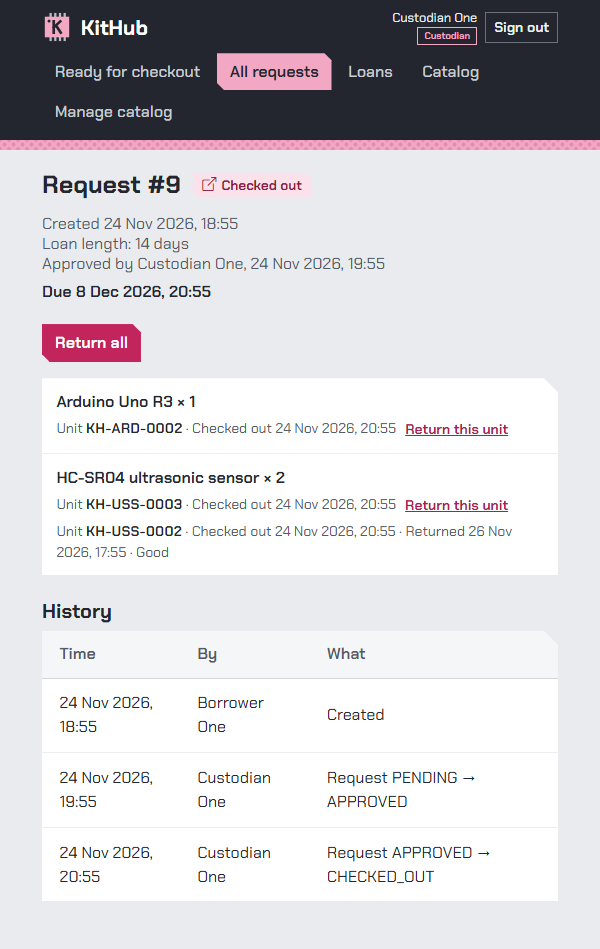 KitHub
Custodian One
Custodian
Sign out
Ready for checkout
All requests
Loans
Catalog
Manage catalog
Request #9
Checked out
Created 24 Nov 2026, 18:55
Loan length: 14 days
Approved by Custodian One, 24 Nov 2026, 19:55
Due 8 Dec 2026, 20:55
Return all
Arduino Uno R3 × 1
Unit KH-ARD-0002 · Checked out 24 Nov 2026, 20:55 Return this unit
HC-SR04 ultrasonic sensor × 2
Unit KH-USS-0003 · Checked out 24 Nov 2026, 20:55 Return this unit
Unit KH-USS-0002 · Checked out 24 Nov 2026, 20:55 · Returned 26 Nov
2026, 17:55 · Good
History
Time By What
24 Nov 2026,
18:55
Borrower
One
Created
24 Nov 2026,
19:55
Custodian
One
Request PENDING →
APPROVED
24 Nov 2026,
20:55
Custodian
One
Request APPROVED →
CHECKED_OUT